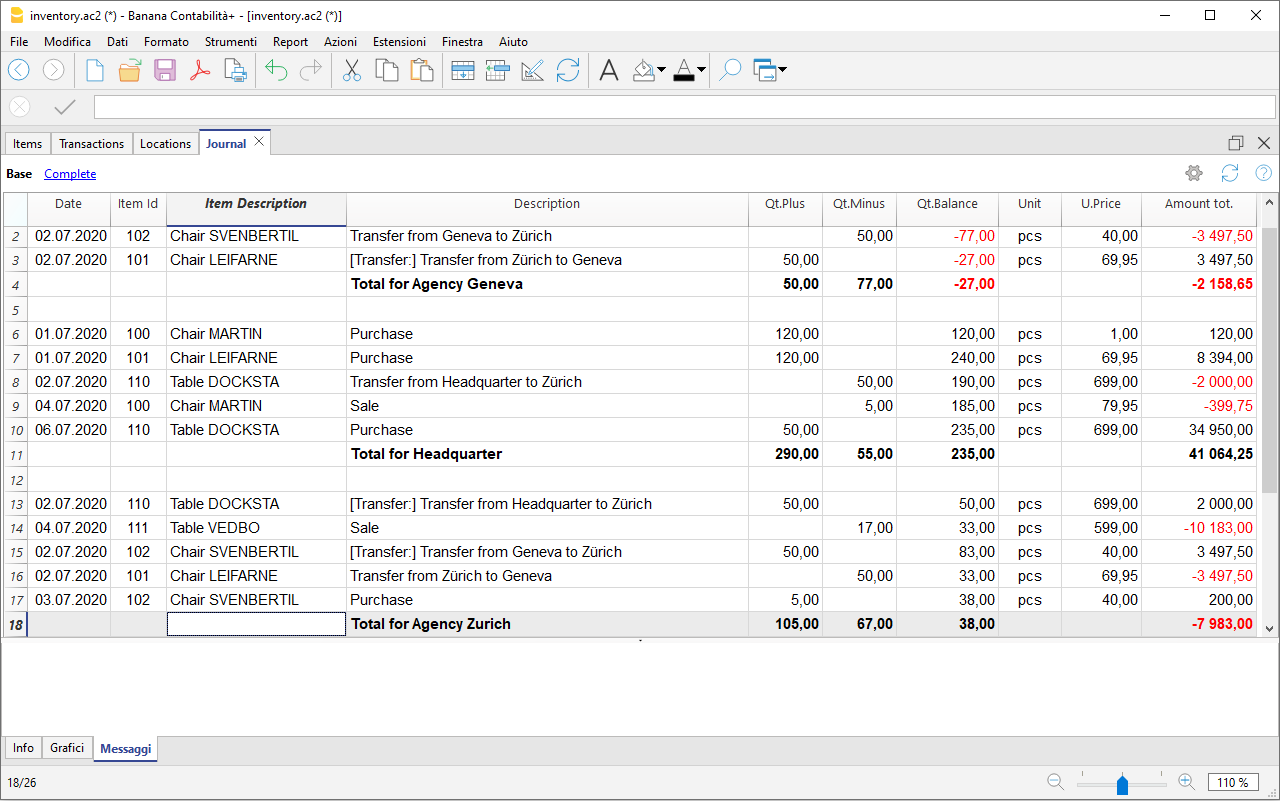 inventory.ac2 (*) - Banana Contabilità+ - [inventory.ac2 (*)]
File Modifica Dati Formato Strumenti Report Azioni Estensioni Finestra Aiuto
Items Transactions Locations Journal
Base Complete
Date Item Id Item Description Description Qt.Plus Qt.Minus Qt.Balance Unit U.Price Amount tot.
2 02.07.2020 102 Chair SVENBERTIL Transfer from Geneva to Zürich 50,00 -77,00 pcs 40,00 -3 497,50
3 02.07.2020 101 Chair LEIFARNE [Transfer:] Transfer from Zürich to Geneva 50,00 -27,00 pcs 69,95 3 497,50
4 Total for Agency Geneva 50,00 77,00 -27,00 -2 158,65
5
6 01.07.2020 100 Chair MARTIN Purchase 120,00 120,00 pcs 1,00 120,00
7 01.07.2020 101 Chair LEIFARNE Purchase 120,00 240,00 pcs 69,95 8 394,00
8 02.07.2020 110 Table DOCKSTA Transfer from Headquarter to Zürich 50,00 190,00 pcs 699,00 -2 000,00
9 04.07.2020 100 Chair MARTIN Sale 5,00 185,00 pcs 79,95 -399,75
10 06.07.2020 110 Table DOCKSTA Purchase 50,00 235,00 pcs 699,00 34 950,00
11 Total for Headquarter 290,00 55,00 235,00 41 064,25
12
13 02.07.2020 110 Table DOCKSTA [Transfer:] Transfer from Headquarter to Zürich 50,00 50,00 pcs 699,00 2 000,00
14 04.07.2020 111 Table VEDBO Sale 17,00 33,00 pcs 599,00 -10 183,00
15 02.07.2020 102 Chair SVENBERTIL [Transfer:] Transfer from Geneva to Zürich 50,00 83,00 pcs 40,00 3 497,50
16 02.07.2020 101 Chair LEIFARNE Transfer from Zürich to Geneva 50,00 33,00 pcs 69,95 -3 497,50
17 03.07.2020 102 Chair SVENBERTIL Purchase 5,00 38,00 pcs 40,00 200,00
18 Total for Agency Zurich 105,00 67,00 38,00 -7 983,00
Info Grafici Messaggi
18/26 110 %